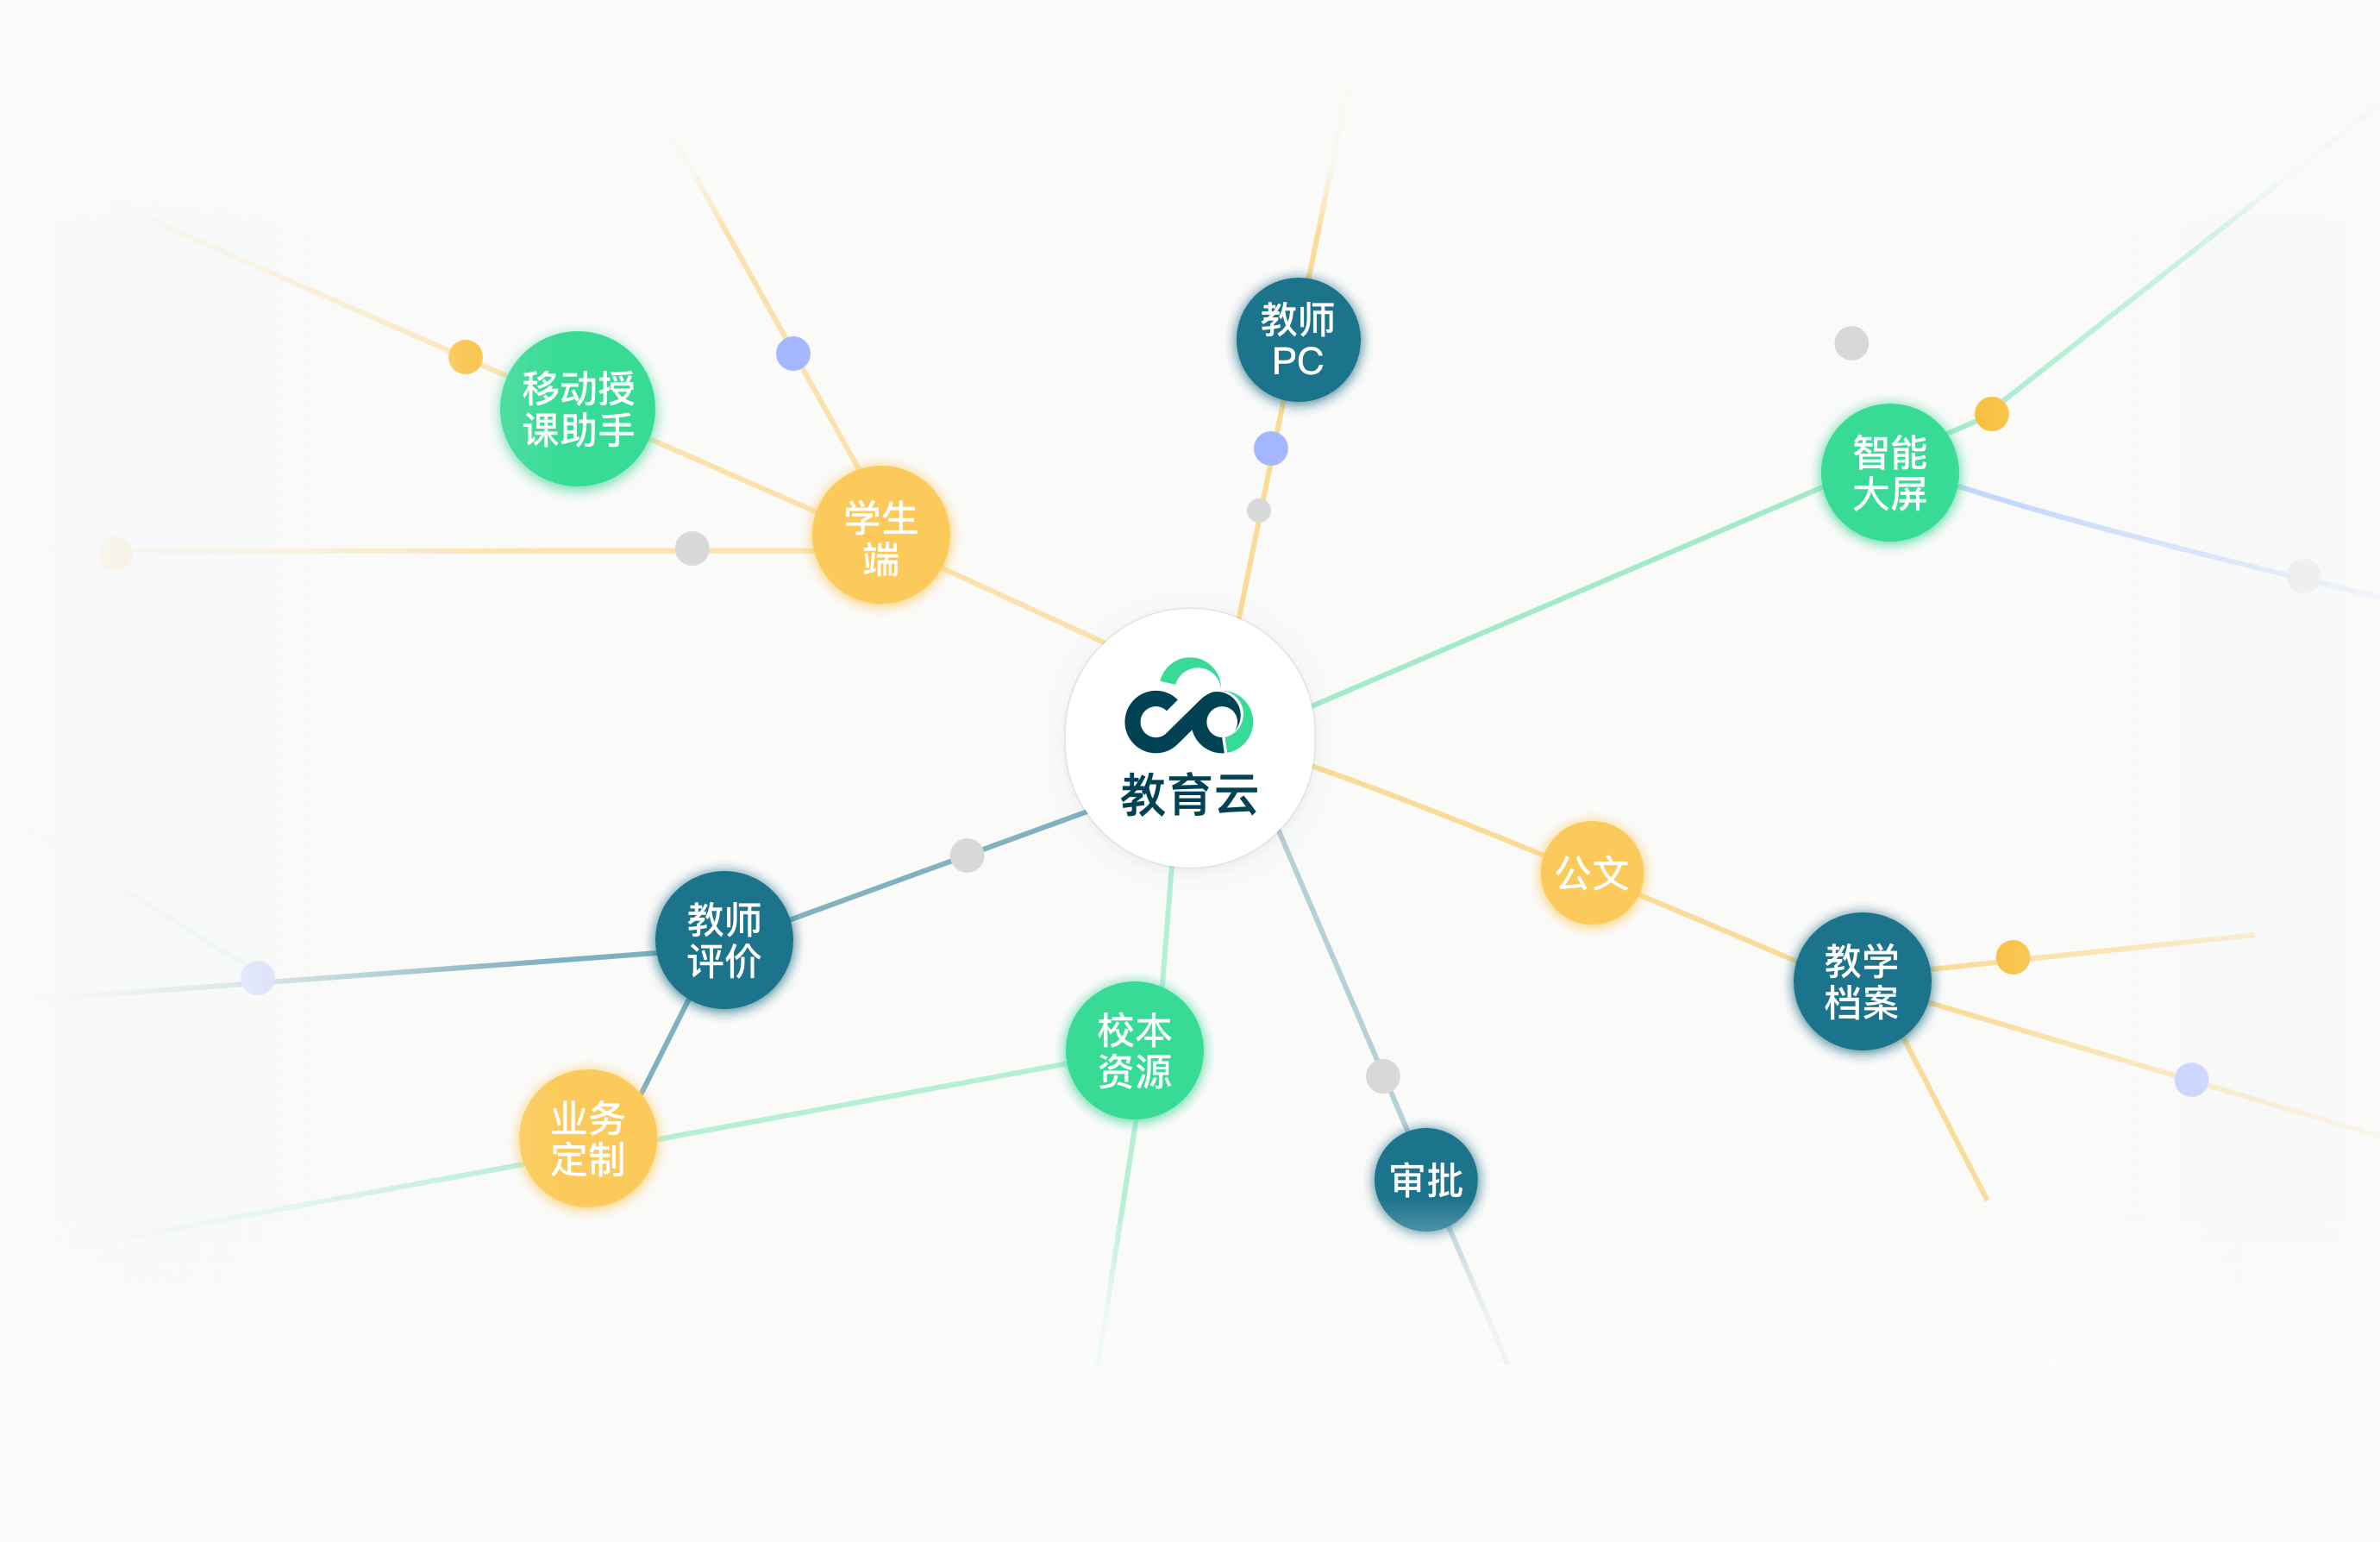 教师
PC
移动授
课助手
智能
大屏
学生
端
教育云
公文
教师
评价
教学
档案
校本
资源
业务
定制
审批